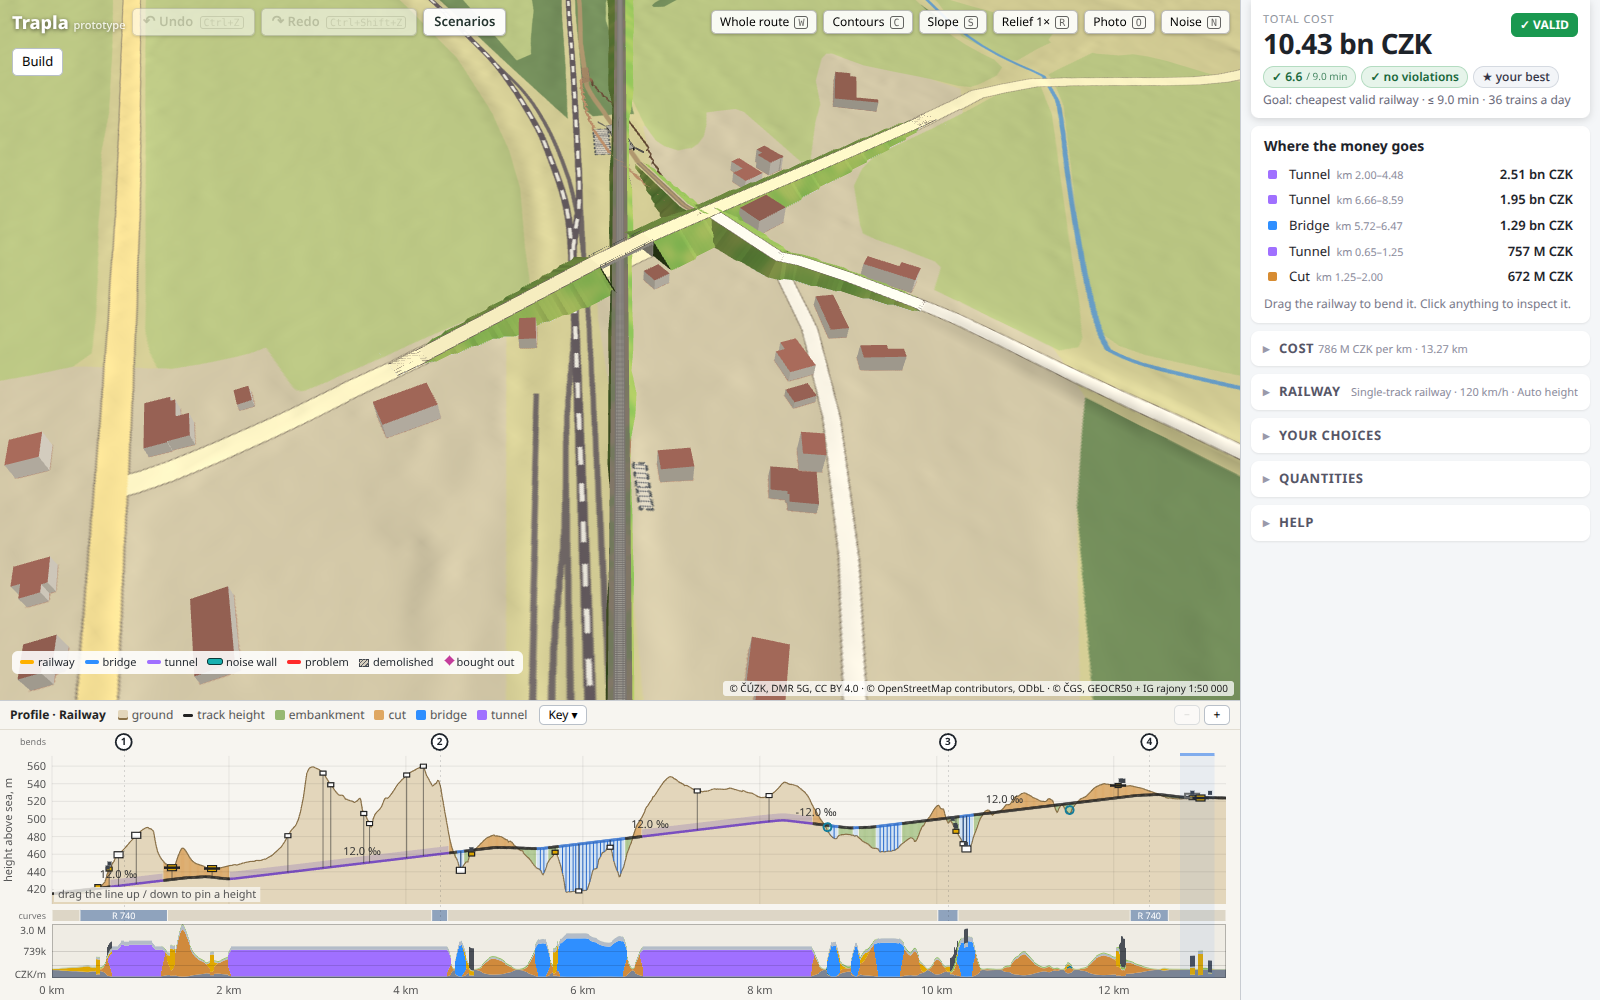 Trapla prototype
↶ Undo Ctrl+Z
↷ Redo Ctrl+Shift+Z
Scenarios
Whole route W
Contours C
Slope S
Relief 1× R
Photo O
Noise N
Build
railway bridge tunnel noise wall problem demolished bought out
© ČÚZK, DMR 5G, CC BY 4.0 · © OpenStreetMap contributors, ODbL · © ČGS, GEOCR50 + IG rajony 1:50 000
TOTAL COST
10.43 bn CZK
✓ VALID
✓ 6.6 / 9.0 min
✓ no violations
★ your best
Goal: cheapest valid railway · ≤ 9.0 min · 36 trains a day
Where the money goes
Tunnel km 2.00–4.48 2.51 bn CZK
Tunnel km 6.66–8.59 1.95 bn CZK
Bridge km 5.72–6.47 1.29 bn CZK
Tunnel km 0.65–1.25 757 M CZK
Cut km 1.25–2.00 672 M CZK
Drag the railway to bend it. Click anything to inspect it.
▸ COST 786 M CZK per km · 13.27 km
▸ RAILWAY Single-track railway · 120 km/h · Auto height
▸ YOUR CHOICES
▸ QUANTITIES
▸ HELP
Profile · Railway ground track height embankment cut bridge tunnel Key ▾ − +
bends 1 2 3 4
height above sea, m
560
540
520
500
480
460
440
420
12.0 ‰
12.0 ‰
12.0 ‰
-12.0 ‰
12.0 ‰
drag the line up / down to pin a height
curves R 740 R 740
3.0 M
739k
CZK/m
0 km 2 km 4 km 6 km 8 km 10 km 12 km